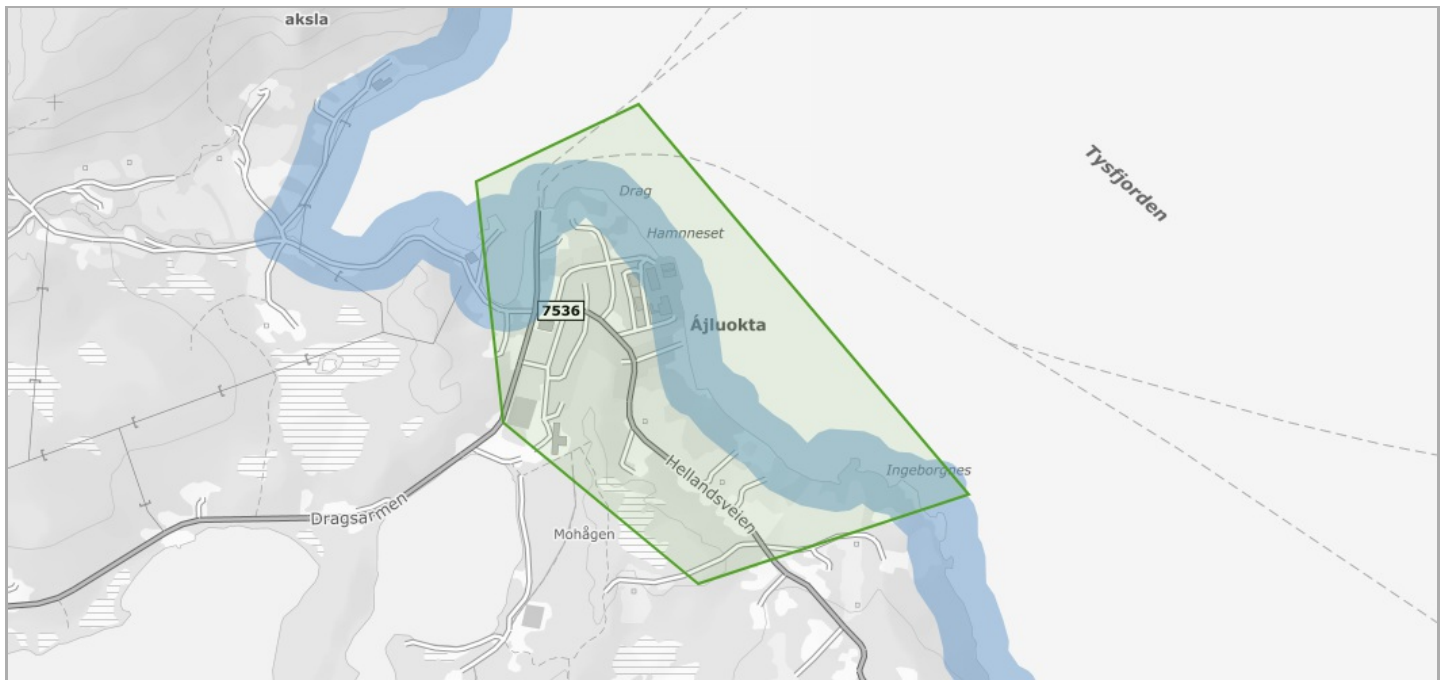 aksla
Tysfjorden
Drag
Hamnneset
7536
Ájluokta
Ingeborgnes
Hellandsveien
Dragsarmen
Mohågen